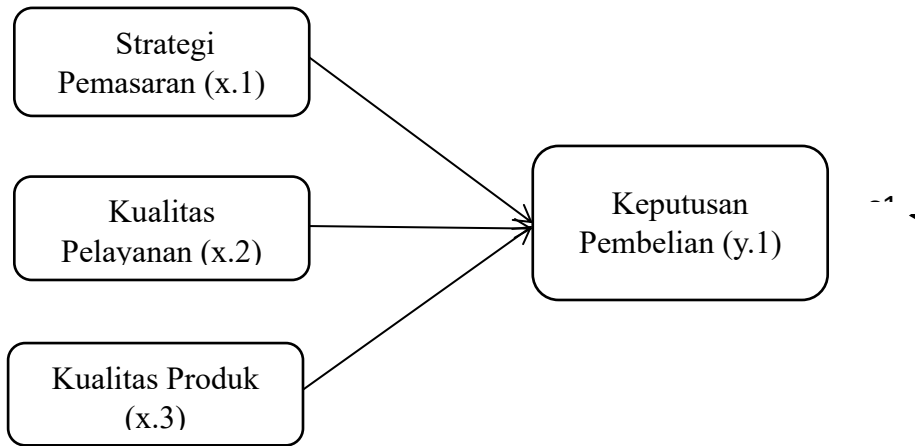 Strategi
Pemasaran (x.1)
Kualitas
Pelayanan (x.2)
Kualitas Produk
(x.3)
Keputusan
Pembelian (y.1)